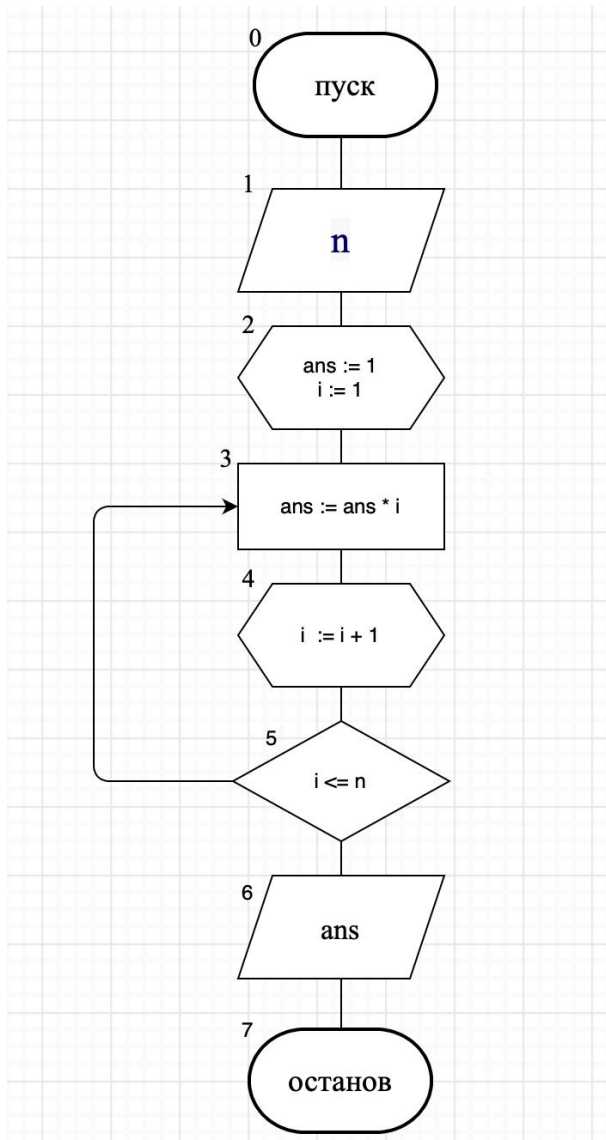 0
пуск
1
n
2
ans := 1
i := 1
3
ans := ans * i
4
i := i + 1
5
i <= n
6
ans
7
останов